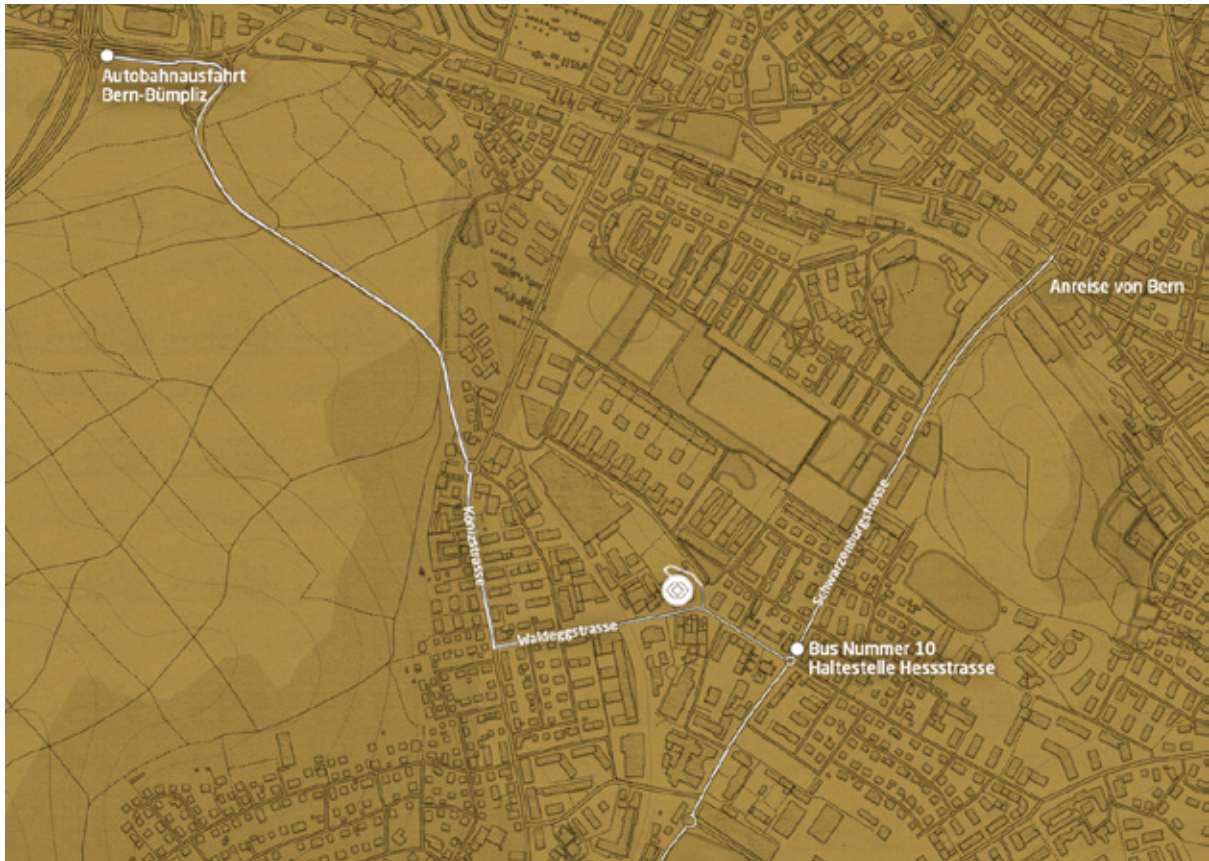 Autobahnausfahrt
Bern-Bümpliz
Anreise von Bern
Könizstrasse
Schwarzenburgstrasse
Waldeggstrasse
Bus Nummer 10
Haltestelle Hessstrasse